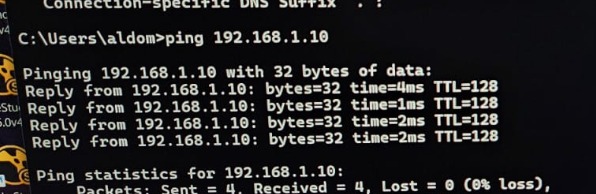 Connection-specific DNS Suffix  . :
C:\Users\aldom>ping 192.168.1.10
Pinging 192.168.1.10 with 32 bytes of data:
Reply from 192.168.1.10: bytes=32 time=4ms TTL=128
Reply from 192.168.1.10: bytes=32 time=1ms TTL=128
Reply from 192.168.1.10: bytes=32 time=2ms TTL=128
Reply from 192.168.1.10: bytes=32 time=2ms TTL=128
Ping statistics for 192.168.1.10:
Packets: Sent = 4, Received = 4, Lost = 0 (0% loss),